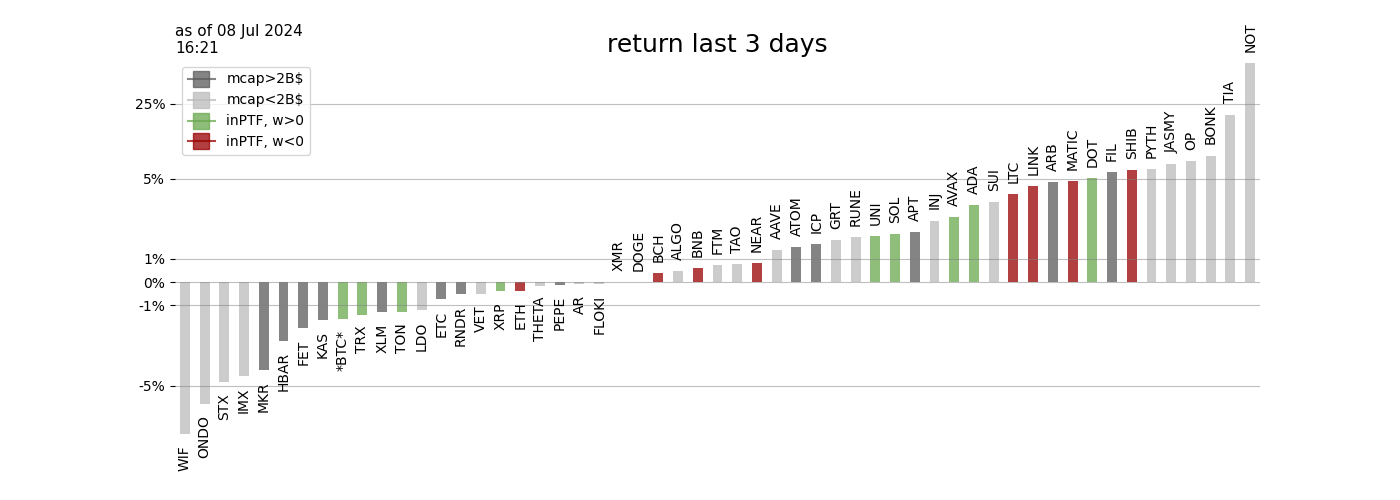 as of 08 Jul 2024
16:21
return last 3 days
mcap>2B$
mcap<2B$
inPTF, w>0
inPTF, w<0
25%
5%
1%
0%
-1%
-5%
WIF
ONDO
STX
IMX
MKR
HBAR
FET
KAS
*BTC*
TRX
XLM
TON
LDO
ETC
RNDR
VET
XRP
ETH
THETA
PEPE
AR
FLOKI
XMR
DOGE
BCH
ALGO
BNB
FTM
TAO
NEAR
AAVE
ATOM
ICP
GRT
RUNE
UNI
SOL
APT
INJ
AVAX
ADA
SUI
LTC
LINK
ARB
MATIC
DOT
FIL
SHIB
PYTH
JASMY
OP
BONK
TIA
NOT